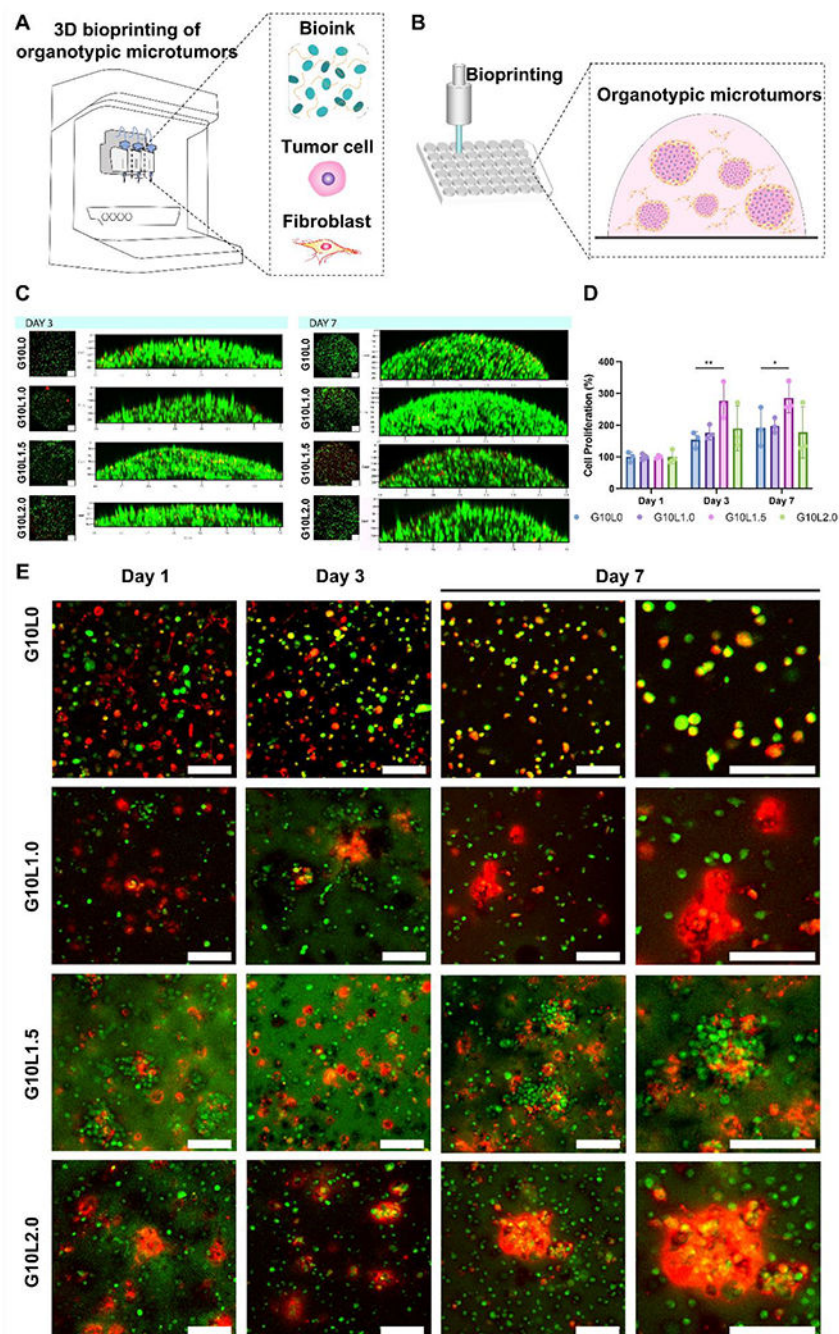 A
3D bioprinting of
organotypic microtumors
Bioink
Tumor cell
Fibroblast
B
Bioprinting
Organotypic microtumors
C
DAY 3
DAY 7
G10L0
G10L1.0
G10L1.5
G10L2.0
G10L0
G10L1.0
G10L1.5
G10L2.0
D
Cell Proliferation (%)
400
300
200
100
0
**
*
Day 1
Day 3
Day 7
G10L0
G10L1.0
G10L1.5
G10L2.0
E
Day 1
Day 3
Day 7
G10L0
G10L1.0
G10L1.5
G10L2.0